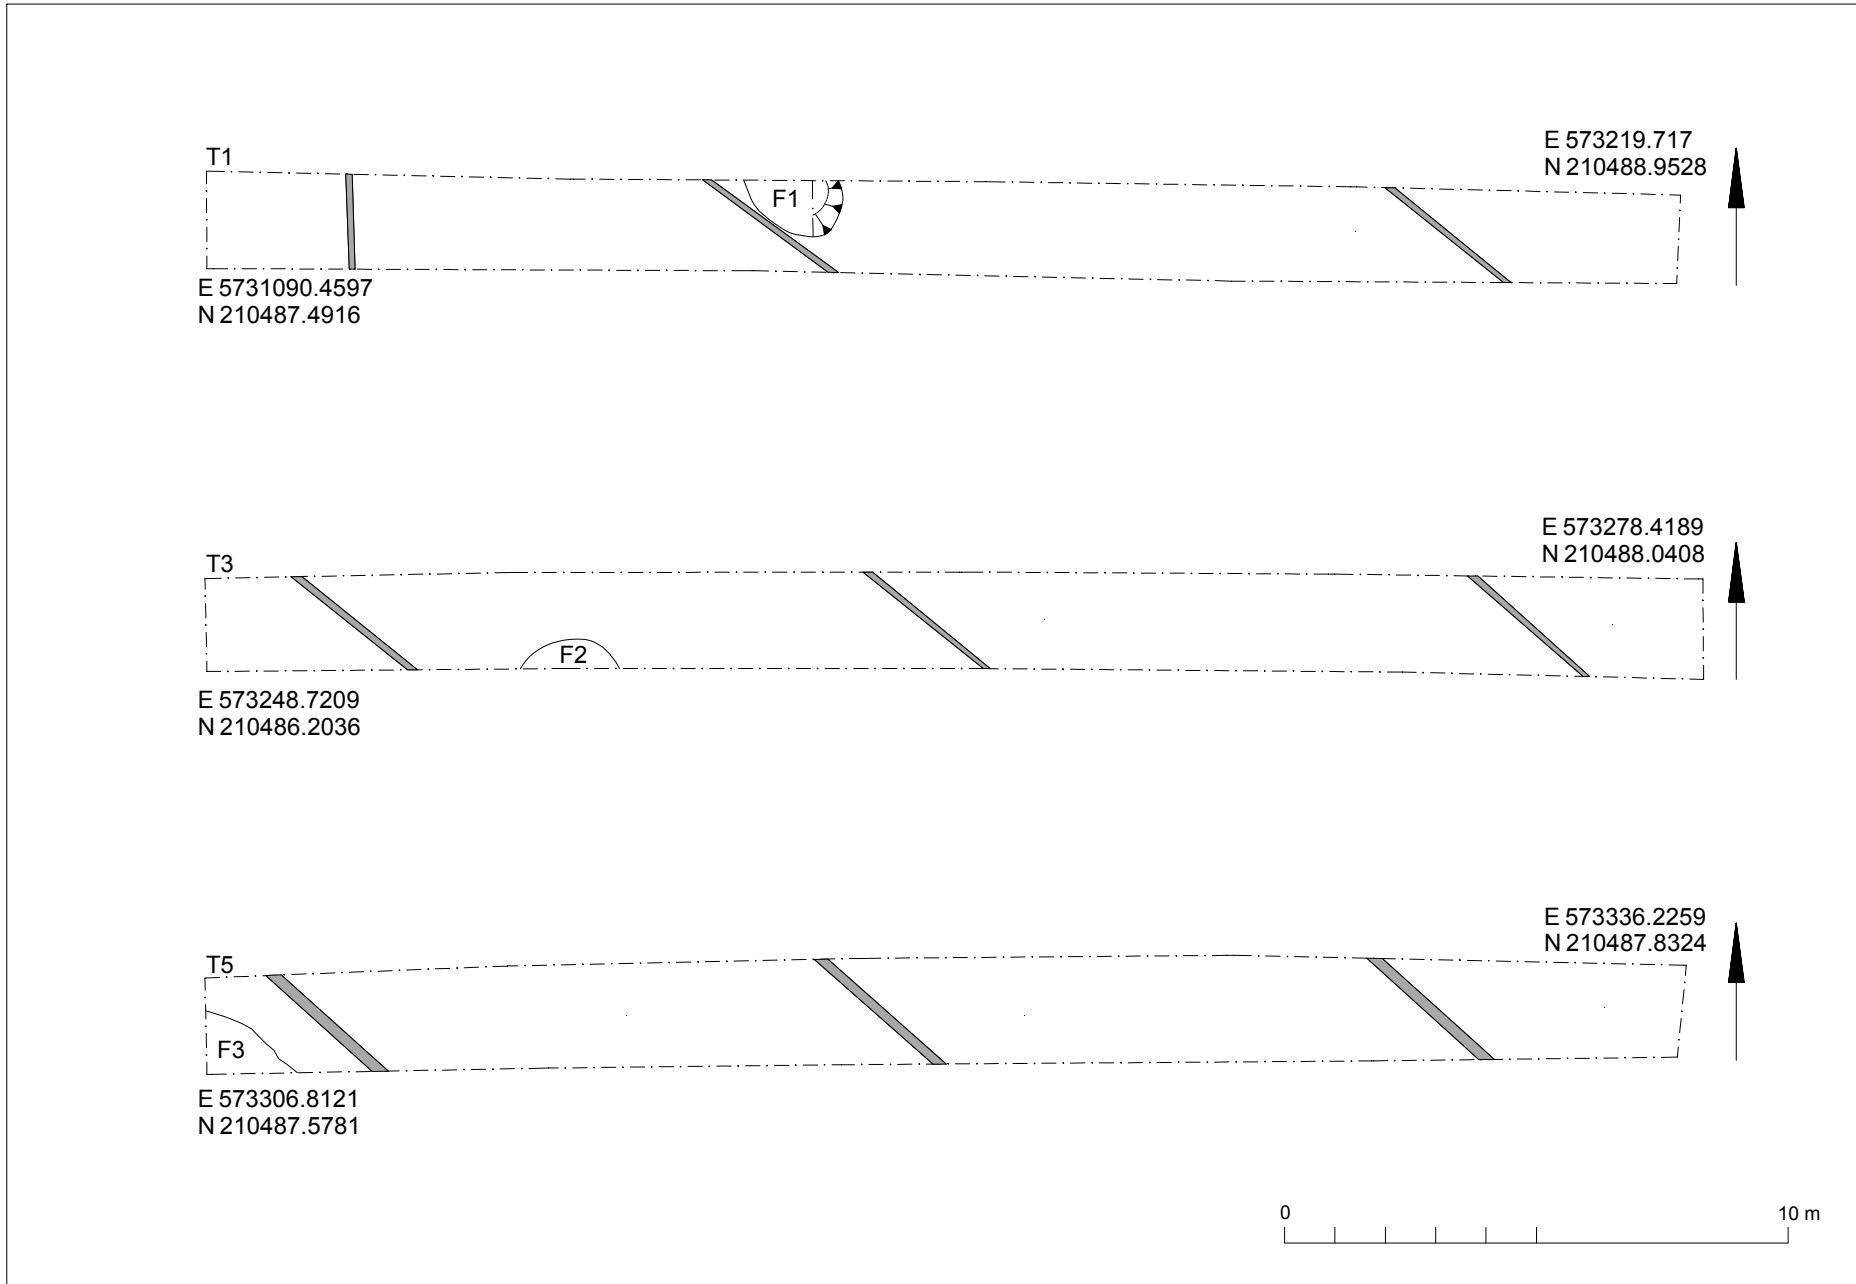 T1
E 573219.717
N 210488.9528
F1
E 5731090.4597
N 210487.4916
T3
E 573278.4189
N 210488.0408
F2
E 573248.7209
N 210486.2036
T5
E 573336.2259
N 210487.8324
F3
E 573306.8121
N 210487.5781
0 10 m